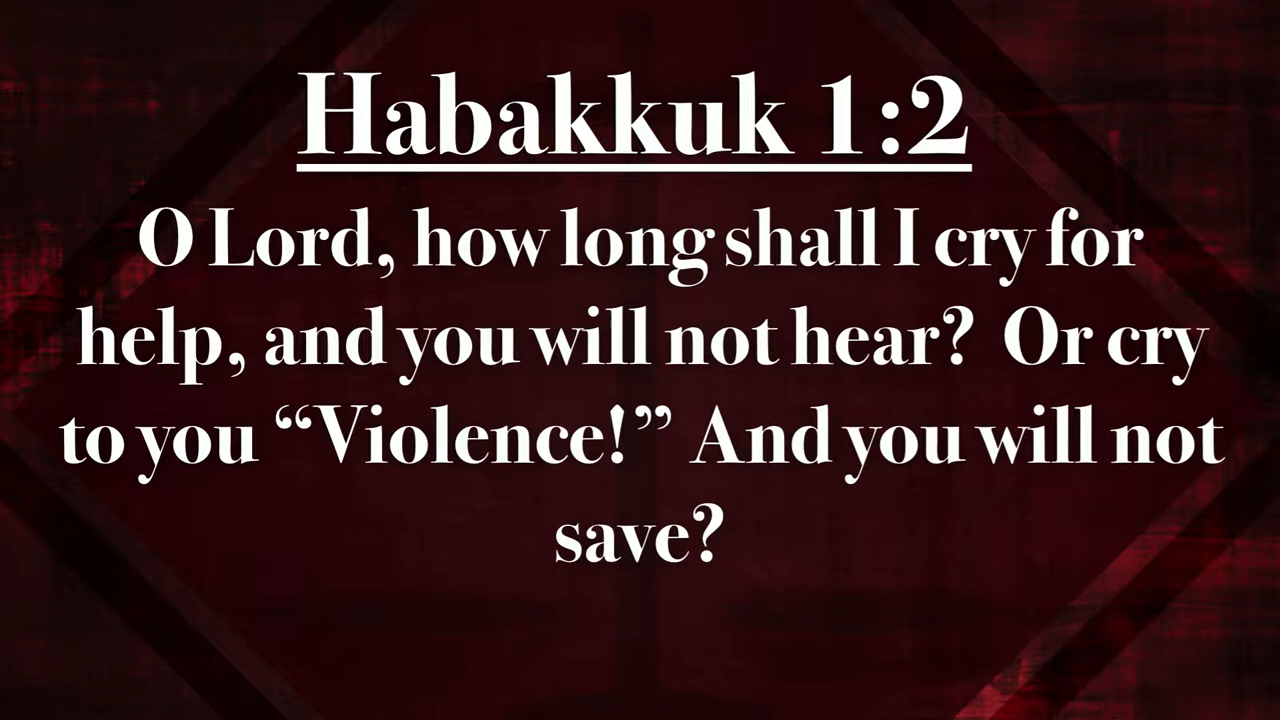 Habakkuk 1:2
O Lord, how long shall I cry for
help, and you will not hear? Or cry
to you “Violence!” And you will not
save?